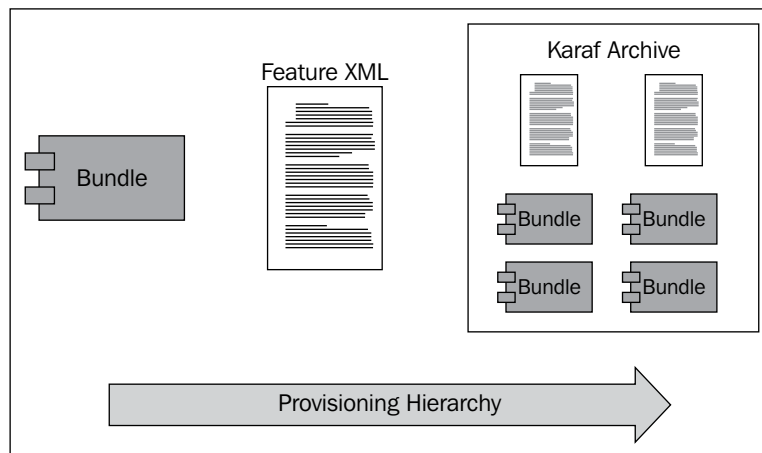 Karaf Archive
Feature XML
Bundle
Bundle
Bundle
Bundle
Bundle
Provisioning Hierarchy